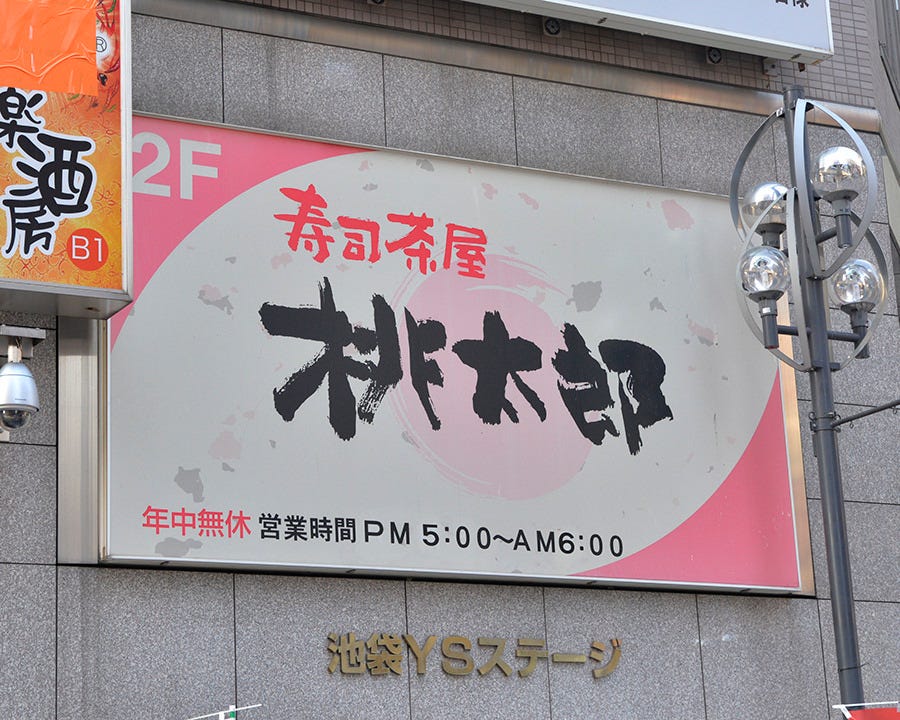 2F
寿司茶屋
桃太郎
年中無休 営業時間 PM 5:00〜AM6:00
池袋YSステージ
楽
酒
房
B1
®
様